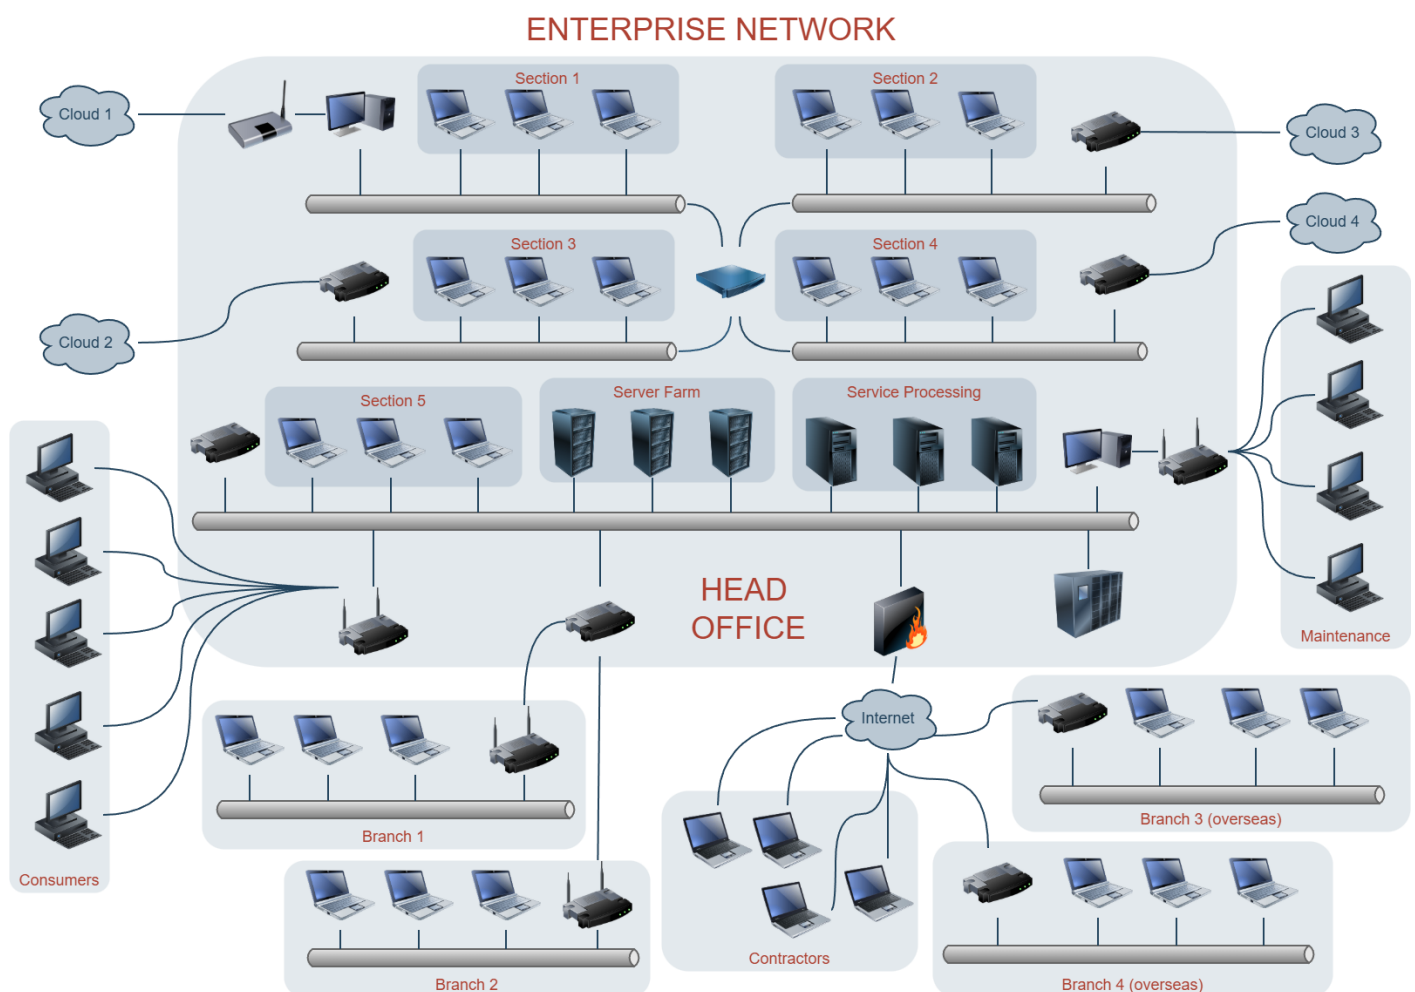 ENTERPRISE NETWORK
Section 1
Section 2
Cloud 1
Cloud 3
Section 3
Section 4
Cloud 4
Cloud 2
Section 5
Server Farm
Service Processing
HEAD
OFFICE
Maintenance
Internet
Branch 1
Branch 3 (overseas)
Consumers
Contractors
Branch 2
Branch 4 (overseas)